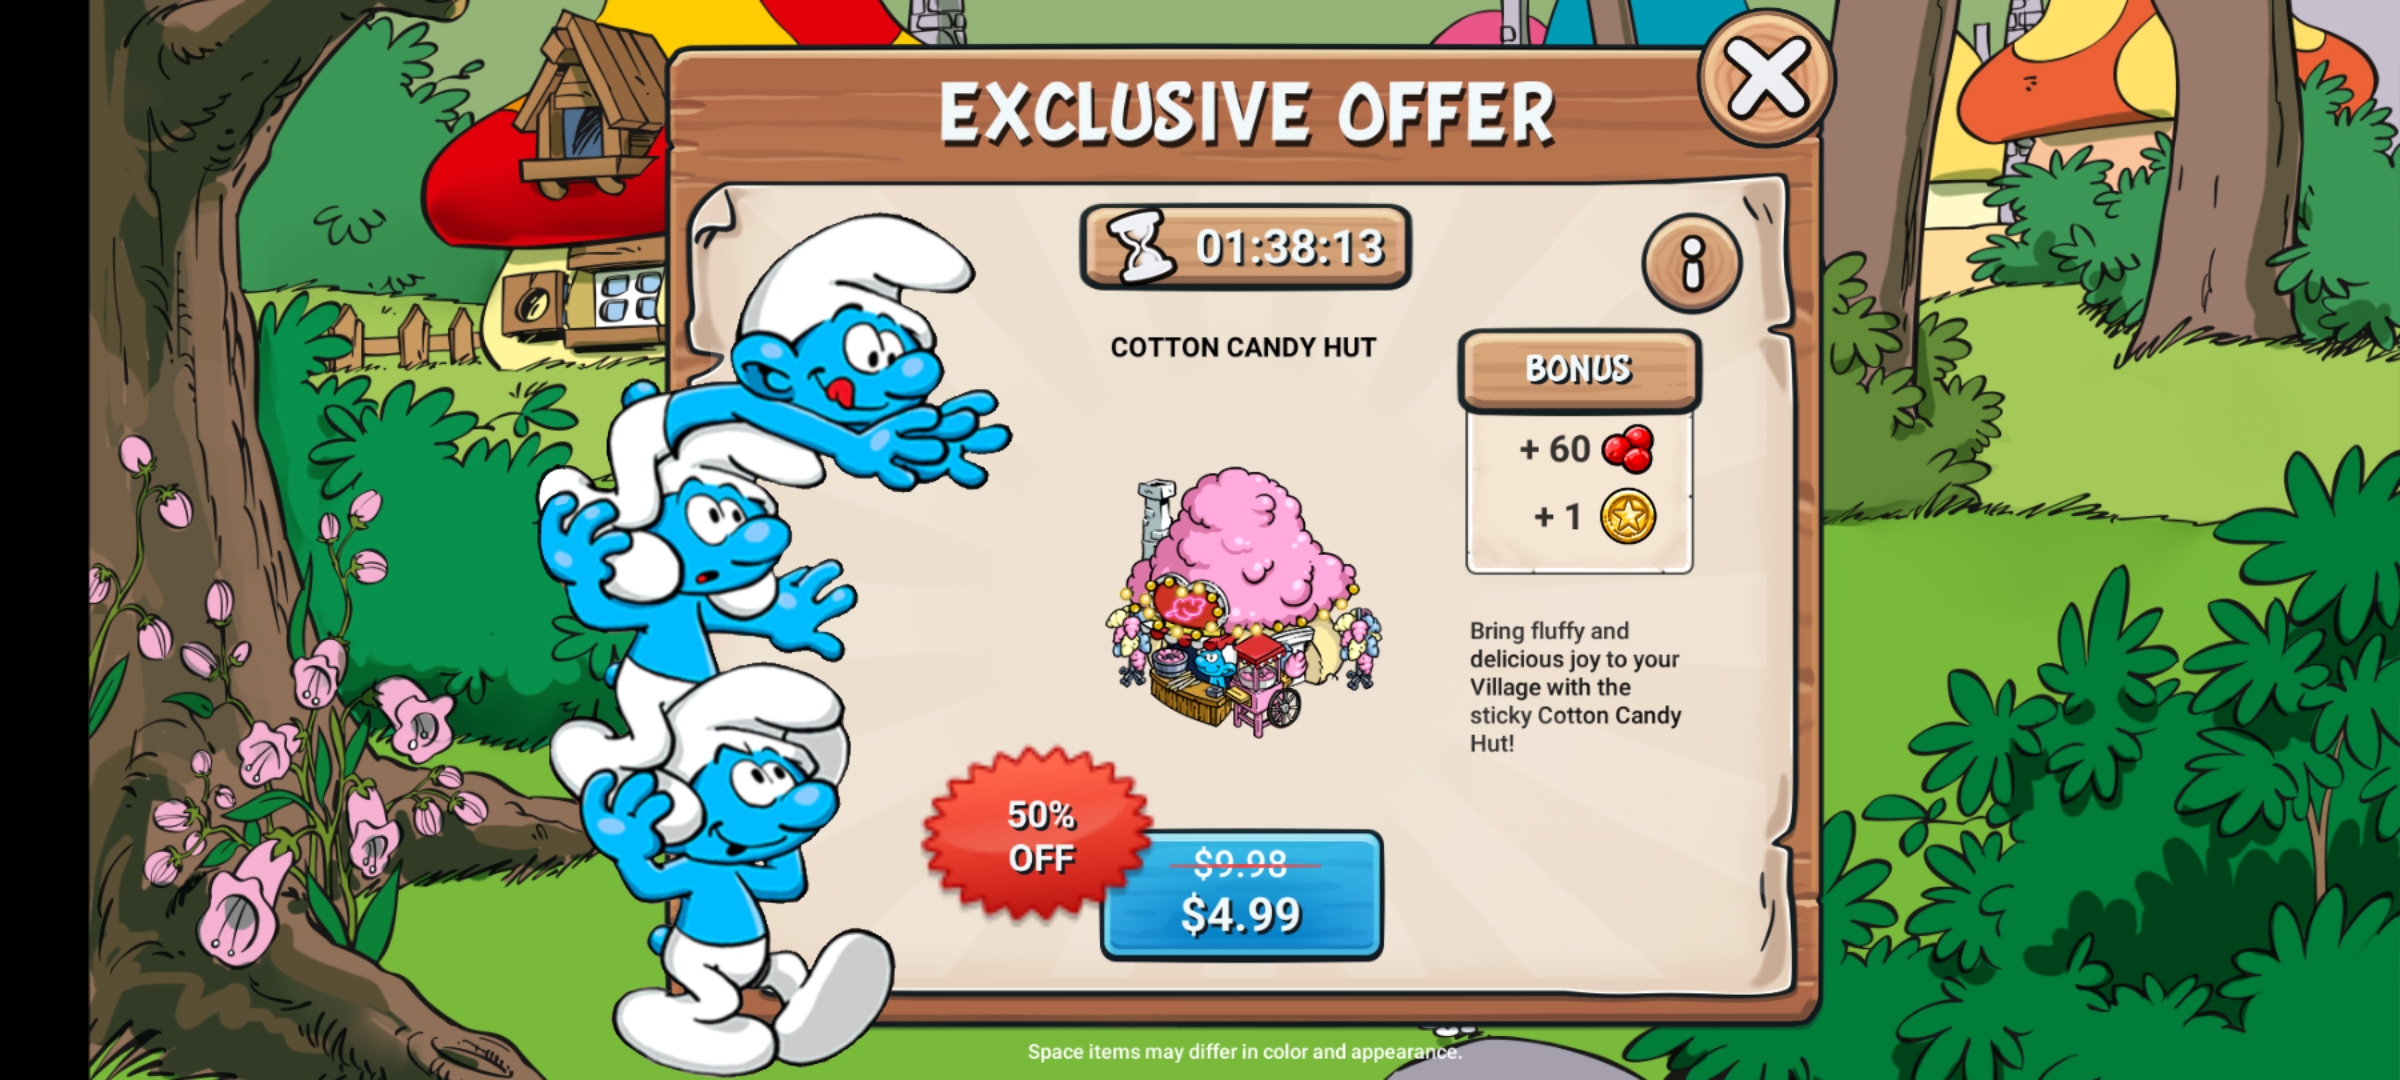 EXCLUSIVE OFFER
01:38:13
COTTON CANDY HUT
BONUS
+ 60
+ 1
Bring fluffy and
delicious joy to your
Village with the
sticky Cotton Candy
Hut!
50%
OFF
$9.98
$4.99
Space items may differ in color and appearance.